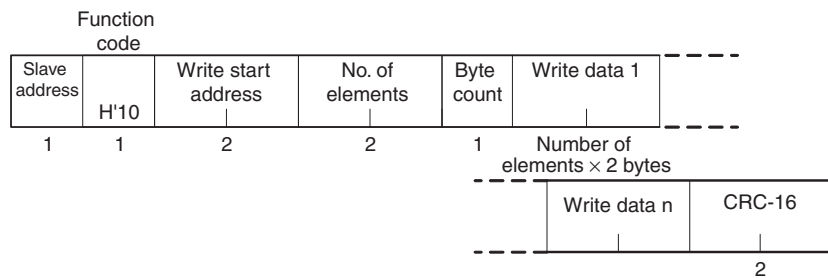 Function
code
Slave
address
H'10
Write start
address
No. of
elements
Byte
count
Write data 1
1
1
2
2
1
Number of
elements × 2 bytes
Write data n
CRC-16
2